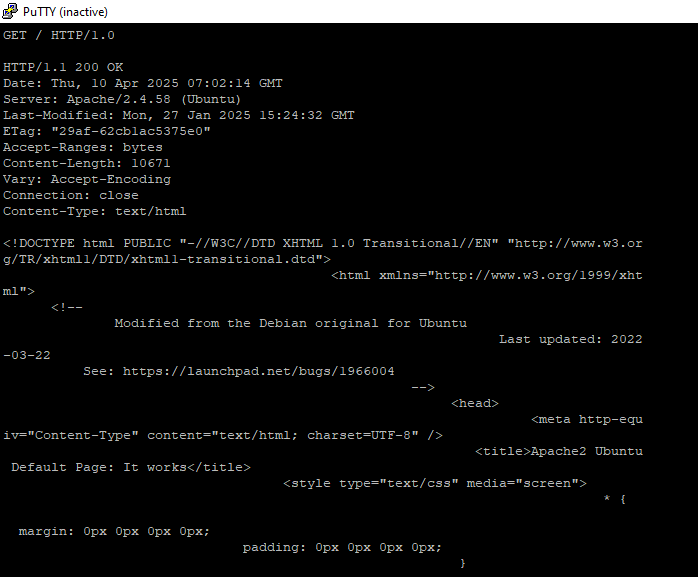 PuTTY (inactive)
GET / HTTP/1.0
HTTP/1.1 200 OK
Date: Thu, 10 Apr 2025 07:02:14 GMT
Server: Apache/2.4.58 (Ubuntu)
Last-Modified: Mon, 27 Jan 2025 15:24:32 GMT
ETag: "29af-62cb1ac5375e0"
Accept-Ranges: bytes
Content-Length: 10671
Vary: Accept-Encoding
Connection: close
Content-Type: text/html
<!DOCTYPE html PUBLIC "-//W3C//DTD XHTML 1.0 Transitional//EN" "http://www.w3.or
g/TR/xhtml1/DTD/xhtml1-transitional.dtd">
<html xmlns="http://www.w3.org/1999/xht
ml">
<!--
Modified from the Debian original for Ubuntu
Last updated: 2022
-03-22
See: https://launchpad.net/bugs/1966004
-->
<head>
<meta http-equ
iv="Content-Type" content="text/html; charset=UTF-8" />
<title>Apache2 Ubuntu
Default Page: It works</title>
<style type="text/css" media="screen">
* {
margin: 0px 0px 0px 0px;
padding: 0px 0px 0px 0px;
}